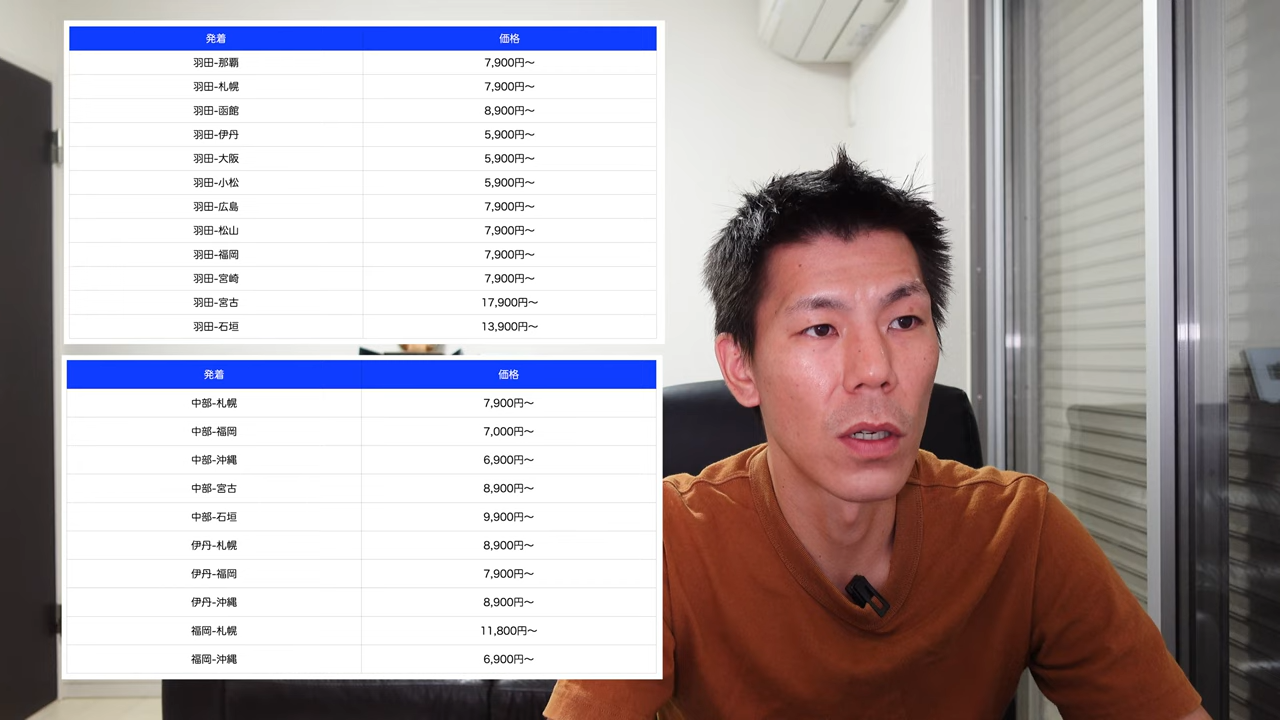 発着 価格
羽田-那覇 7,900円〜
羽田-札幌 7,900円〜
羽田-函館 8,900円〜
羽田-伊丹 5,900円〜
羽田-大阪 5,900円〜
羽田-小松 5,900円〜
羽田-広島 7,900円〜
羽田-松山 7,900円〜
羽田-福岡 7,900円〜
羽田-宮崎 7,900円〜
羽田-宮古 17,900円〜
羽田-石垣 13,900円〜
発着 価格
中部-札幌 7,900円〜
中部-福岡 7,000円〜
中部-沖縄 6,900円〜
中部-宮古 8,900円〜
中部-石垣 9,900円〜
伊丹-札幌 8,900円〜
伊丹-福岡 7,900円〜
伊丹-沖縄 8,900円〜
福岡-札幌 11,800円〜
福岡-沖縄 6,900円〜